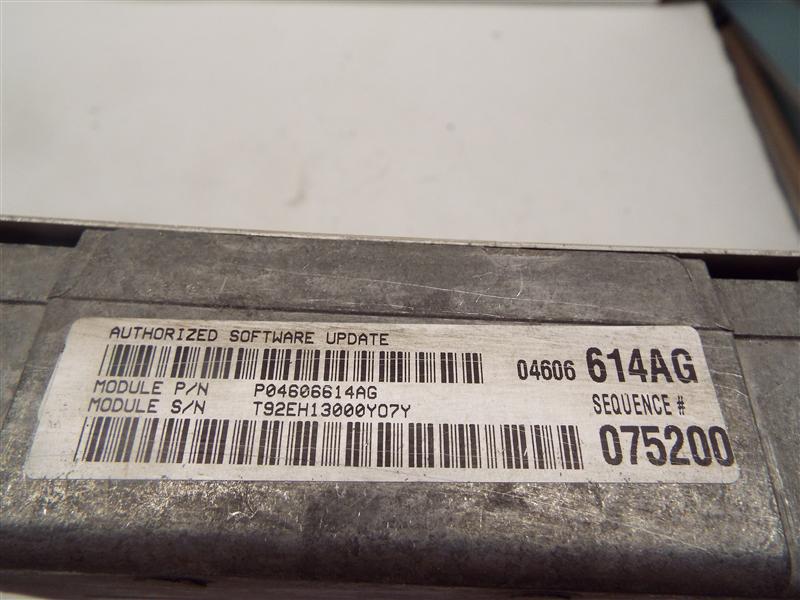 AUTHORIZED SOFTWARE UPDATE
04606 614AG
MODULE P/N P04606614AG
MODULE S/N T92EH13000Y07Y
SEQUENCE #
075200